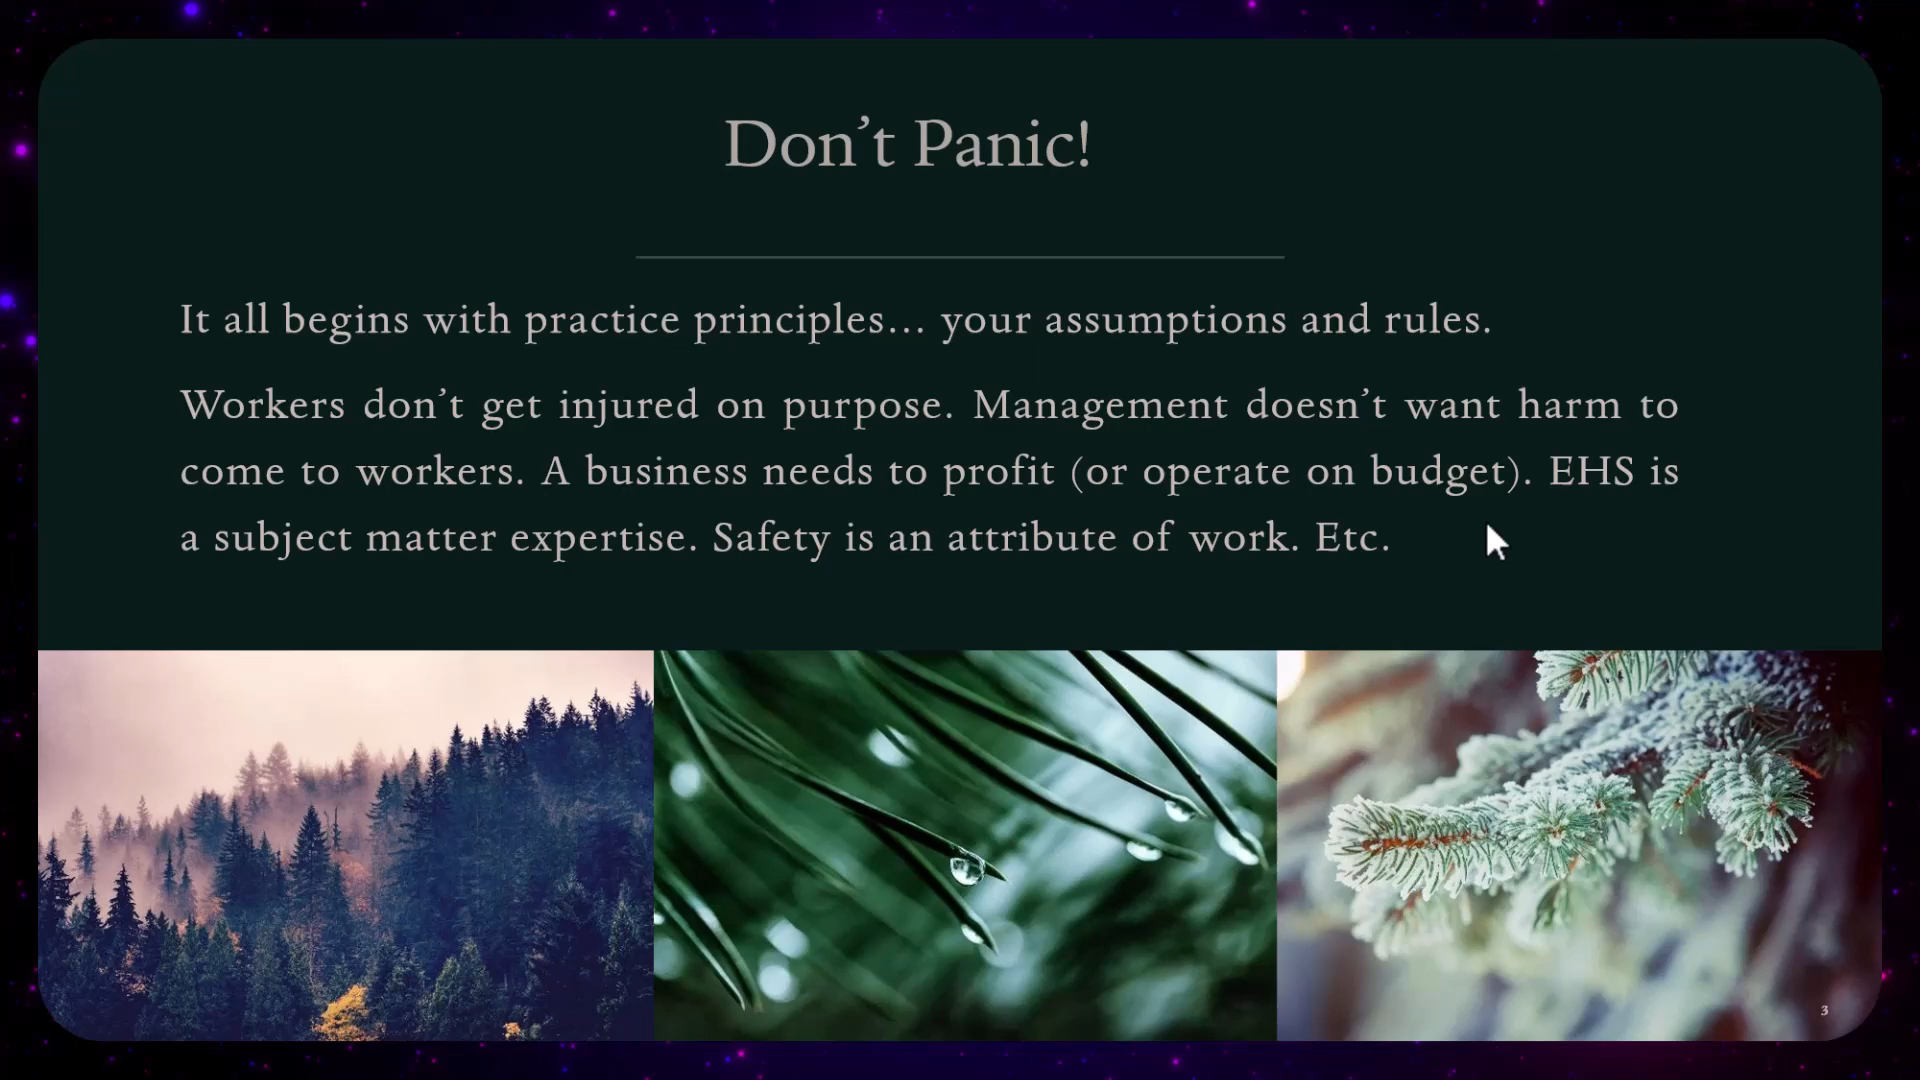 Don’t Panic!
It all begins with practice principles… your assumptions and rules.
Workers don’t get injured on purpose. Management doesn’t want harm to
come to workers. A business needs to profit (or operate on budget). EHS is
a subject matter expertise. Safety is an attribute of work. Etc.
3